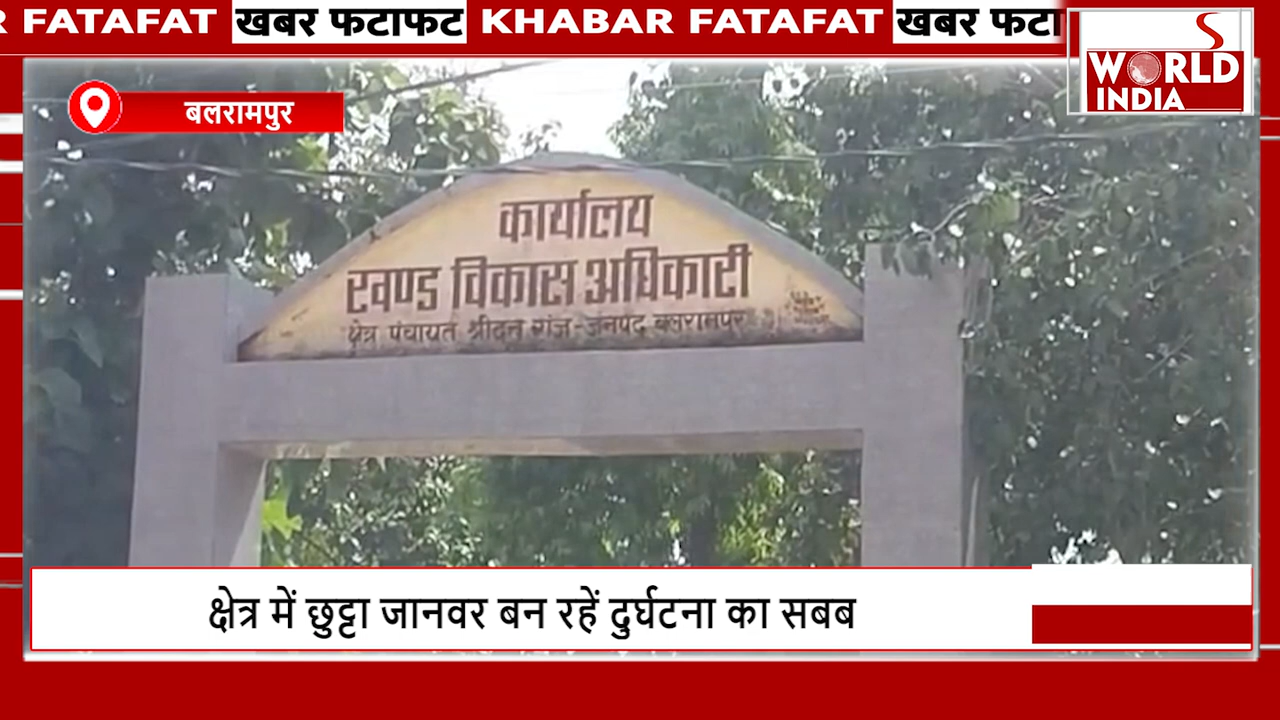 R FATAFAT खबर फटाफट KHABAR FATAFAT खबर फटा
WORLD
INDIA
बलरामपुर
कार्यालय
खण्ड विकास अधिकारी
क्षेत्र पंचायत श्रीदत्त गंज-जनपद बलरामपुर
क्षेत्र में छुट्टा जानवर बन रहें दुर्घटना का सबब